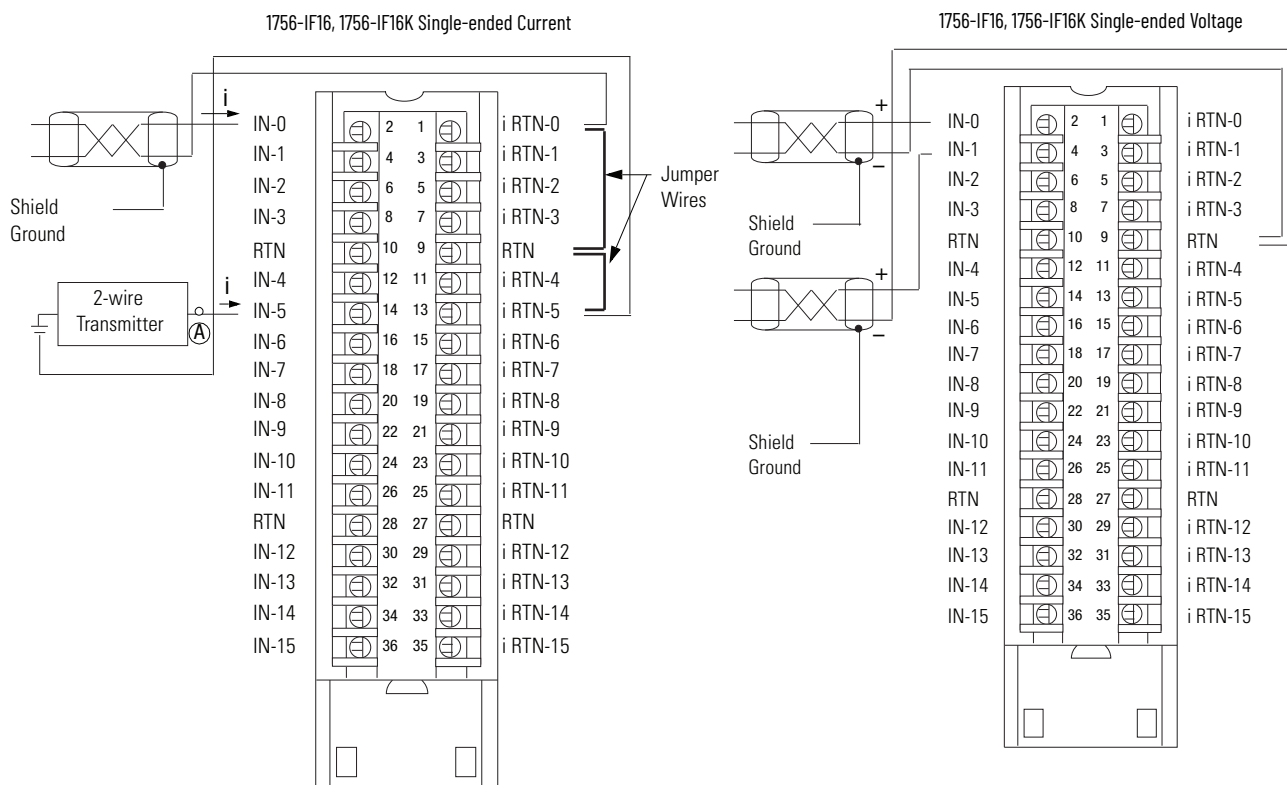 1756-IF16, 1756-IF16K Single-ended Current
i
IN-0 2 1 i RTN-0
IN-1 4 3 i RTN-1
IN-2 6 5 i RTN-2
IN-3 8 7 i RTN-3
RTN 10 9 RTN
IN-4 12 11 i RTN-4
IN-5 14 13 i RTN-5
IN-6 16 15 i RTN-6
IN-7 18 17 i RTN-7
IN-8 20 19 i RTN-8
IN-9 22 21 i RTN-9
IN-10 24 23 i RTN-10
IN-11 26 25 i RTN-11
RTN 28 27 RTN
IN-12 30 29 i RTN-12
IN-13 32 31 i RTN-13
IN-14 34 33 i RTN-14
IN-15 36 35 i RTN-15
Shield
Ground
2-wire
Transmitter
A
i
Jumper
Wires
1756-IF16, 1756-IF16K Single-ended Voltage
+
–
Shield
Ground
+
–
Shield
Ground
IN-0 2 1 i RTN-0
IN-1 4 3 i RTN-1
IN-2 6 5 i RTN-2
IN-3 8 7 i RTN-3
RTN 10 9 RTN
IN-4 12 11 i RTN-4
IN-5 14 13 i RTN-5
IN-6 16 15 i RTN-6
IN-7 18 17 i RTN-7
IN-8 20 19 i RTN-8
IN-9 22 21 i RTN-9
IN-10 24 23 i RTN-10
IN-11 26 25 i RTN-11
RTN 28 27 RTN
IN-12 30 29 i RTN-12
IN-13 32 31 i RTN-13
IN-14 34 33 i RTN-14
IN-15 36 35 i RTN-15